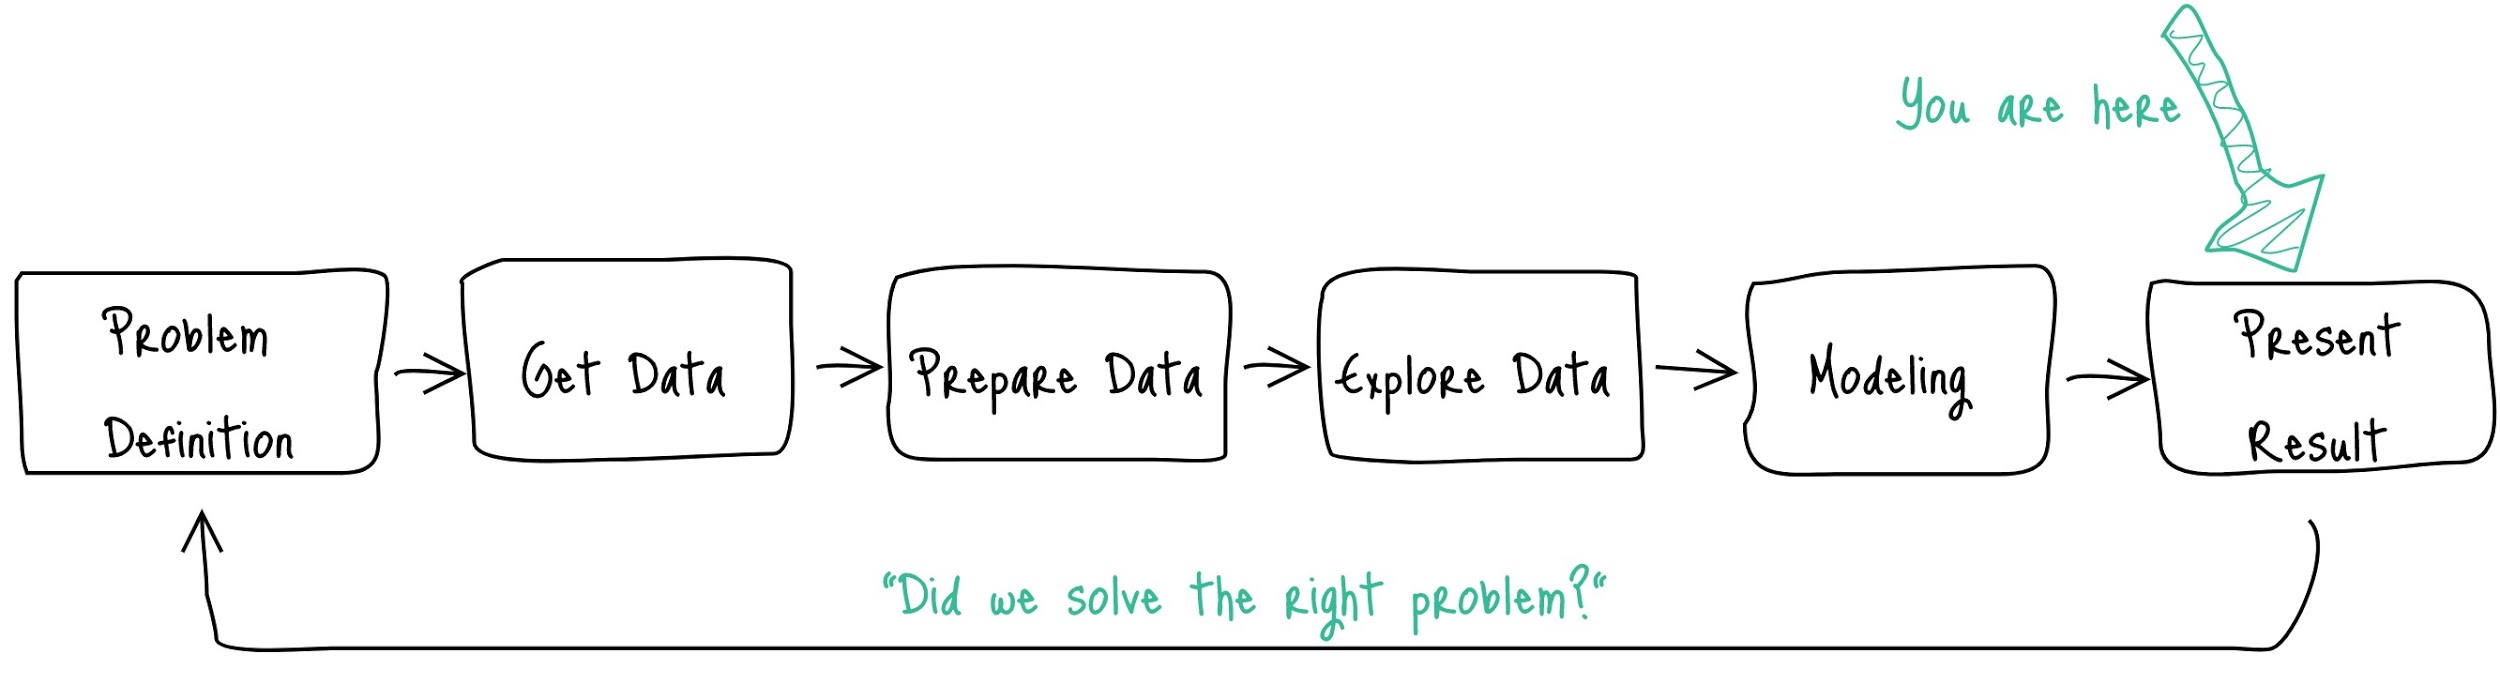 You are here
Problem
Definition
Get Data
Prepare Data
Explore Data
Modeling
Present
Result
“Did we solve the right problem?“